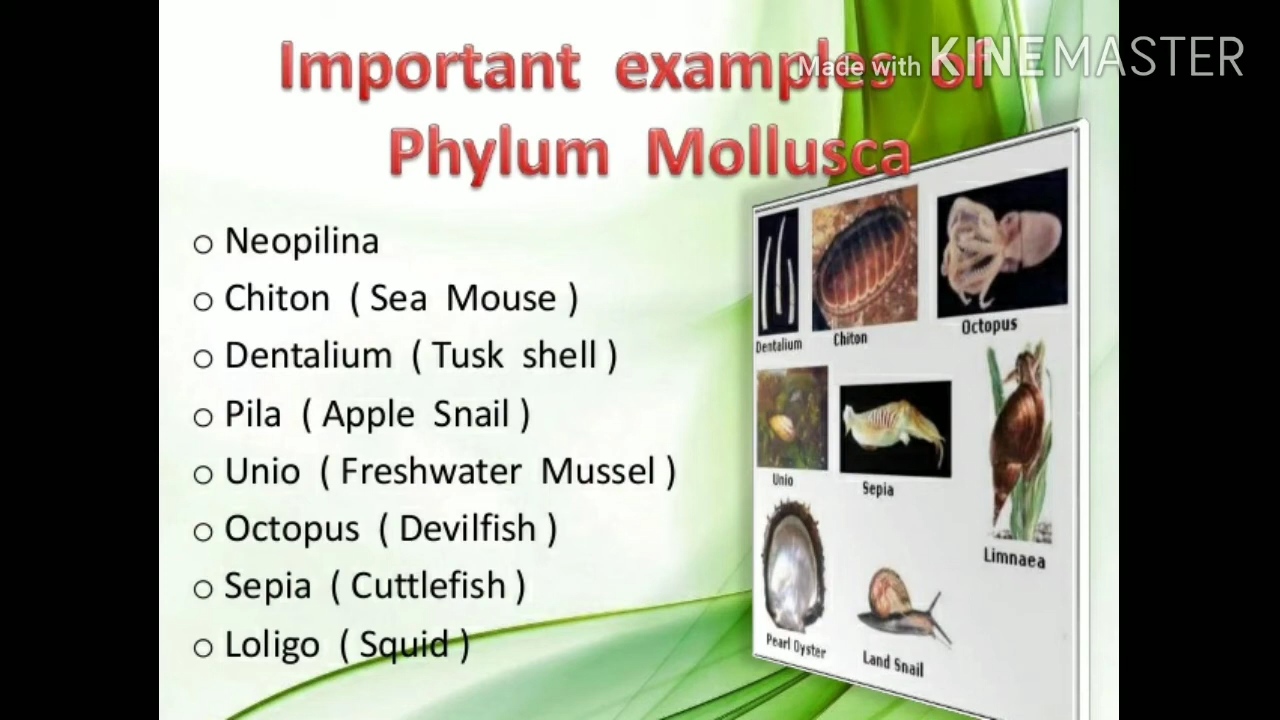 Important examples of
Made with KINEMASTER
Phylum Mollusca
o Neopilina
o Chiton ( Sea Mouse )
o Dentalium ( Tusk shell )
o Pila ( Apple Snail )
o Unio ( Freshwater Mussel )
o Octopus ( Devilfish )
o Sepia ( Cuttlefish )
o Loligo ( Squid )
Dentalium
Chiton
Octopus
Unio
Sepia
Limnaea
Pearl Oyster
Land Snail